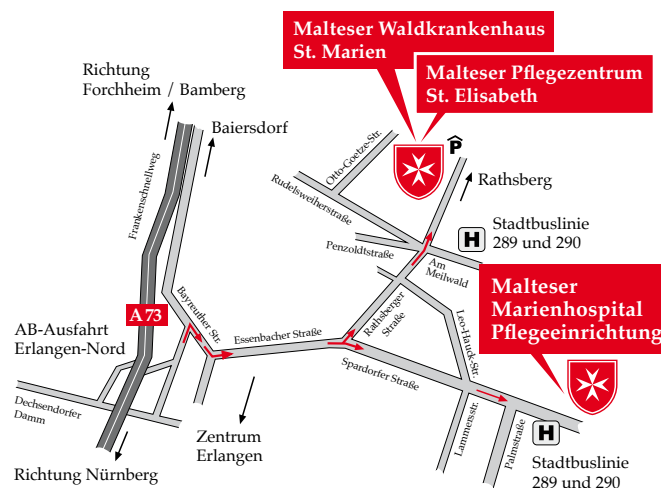 Malteser Waldkrankenhaus
St. Marien
Malteser Pflegezentrum
St. Elisabeth
Richtung
Forchheim / Bamberg
Baiersdorf
Frankenschnellweg
Otto-Goetze-Str.
P
Rathsberg
Rudelsweiherstraße
Penzoldtstraße
H
Stadtbuslinie
289 und 290
Am
Meilwald
Malteser
Marienhospital
Pflegeeinrichtung
A 73
Bayreuther Str.
AB-Ausfahrt
Erlangen-Nord
Essenbacher Straße
Rathsberger
Straße
Leo-Hauck-Str.
Spardorfer Straße
Dechsendorfer
Damm
Zentrum
Erlangen
Lammersstr.
Palmstraße
H
Richtung Nürnberg
Stadtbuslinie
289 und 290